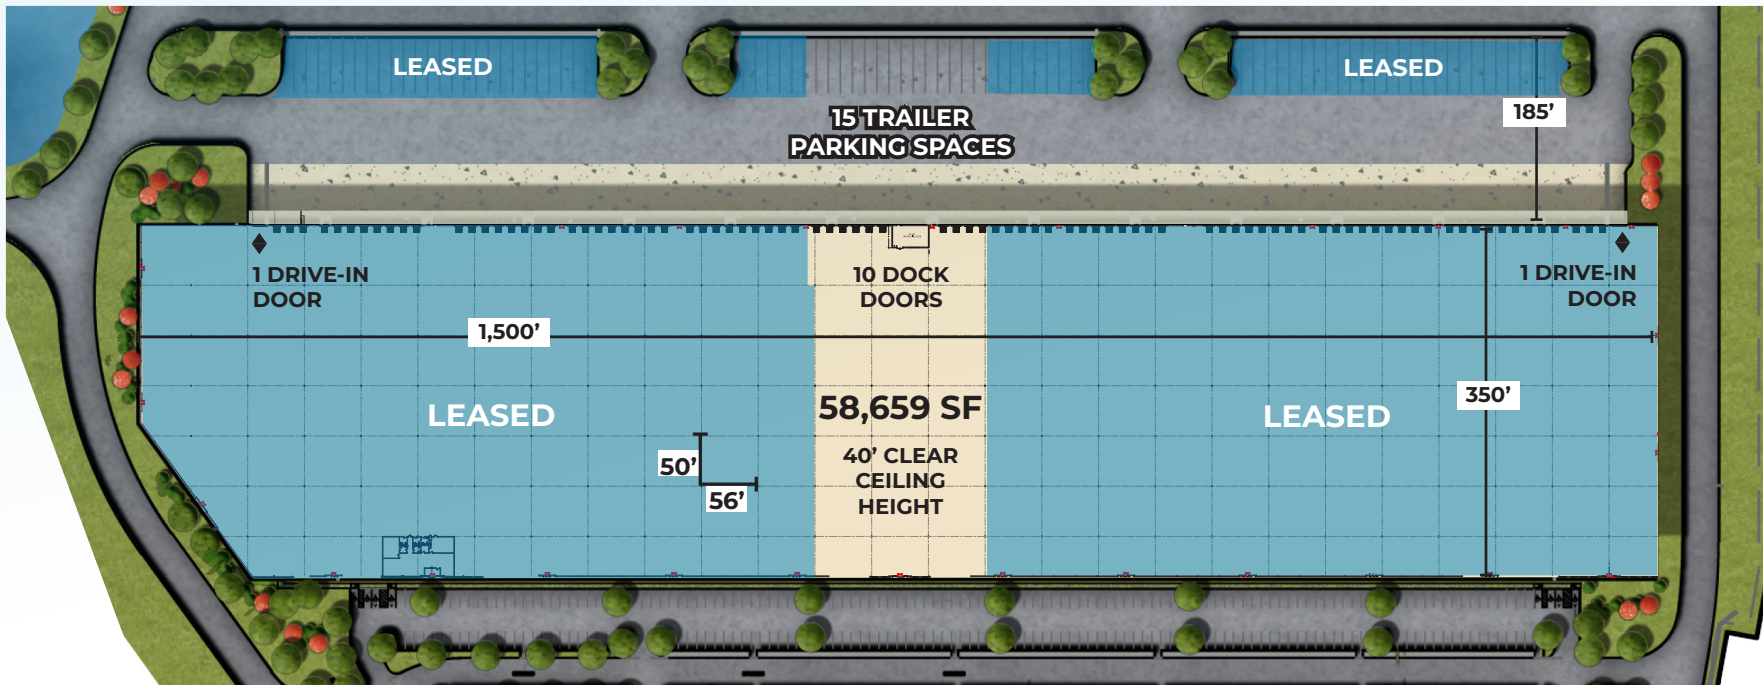 LEASED
LEASED
15 TRAILER
PARKING SPACES
185’
1 DRIVE-IN
DOOR
10 DOCK
DOORS
1 DRIVE-IN
DOOR
1,500’
350’
58,659 SF
LEASED
LEASED
40’ CLEAR
CEILING
HEIGHT
50’
56’